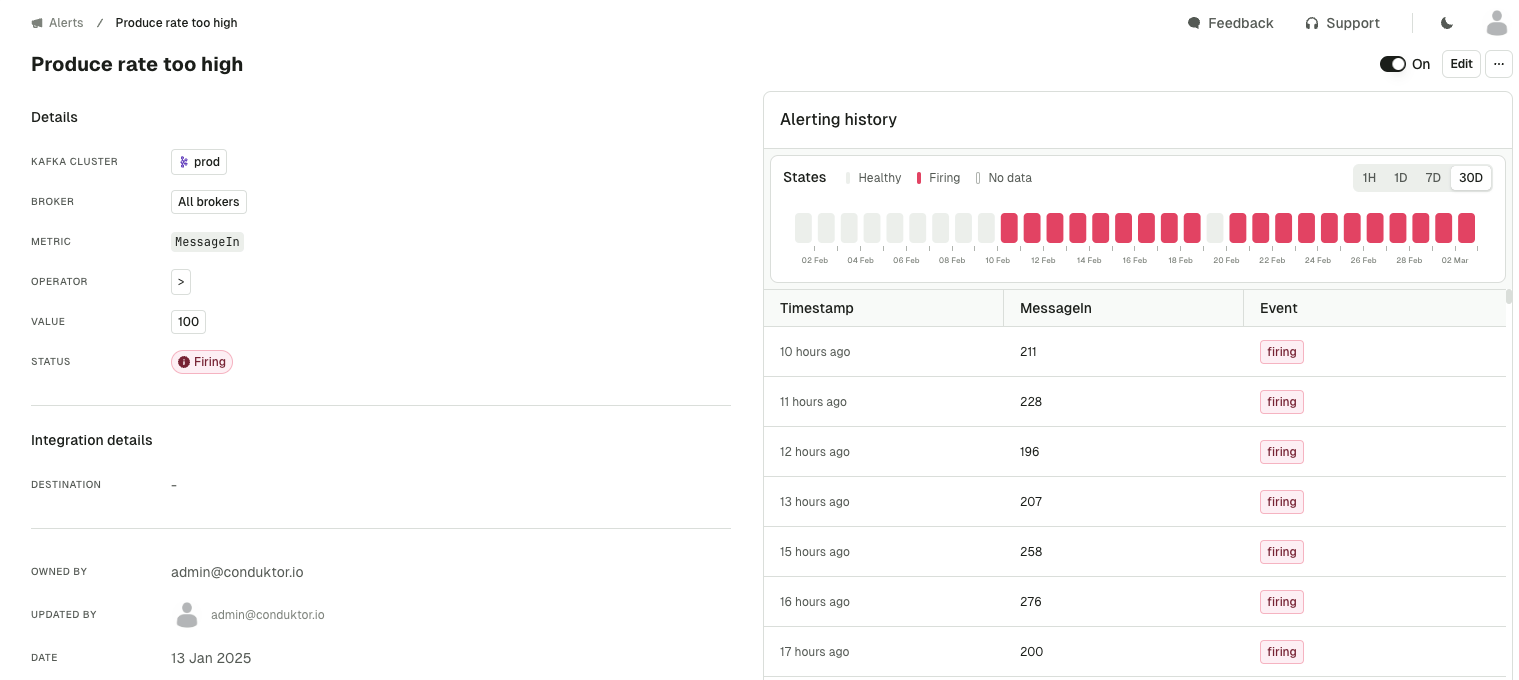 Alerts / Produce rate too high
Feedback
Support
Produce rate too high
On
Edit
...
Details
KAFKA CLUSTER prod
BROKER All brokers
METRIC MessageIn
OPERATOR >
VALUE 100
STATUS Firing
Integration details
DESTINATION –
OWNED BY admin@conduktor.io
UPDATED BY admin@conduktor.io
DATE 13 Jan 2025
Alerting history
States Healthy Firing No data
1H 1D 7D 30D
02 Feb 04 Feb 06 Feb 08 Feb 10 Feb 12 Feb 14 Feb 16 Feb 18 Feb 20 Feb 22 Feb 24 Feb 26 Feb 28 Feb 02 Mar
Timestamp MessageIn Event
10 hours ago 211 firing
11 hours ago 228 firing
12 hours ago 196 firing
13 hours ago 207 firing
15 hours ago 258 firing
16 hours ago 276 firing
17 hours ago 200 firing